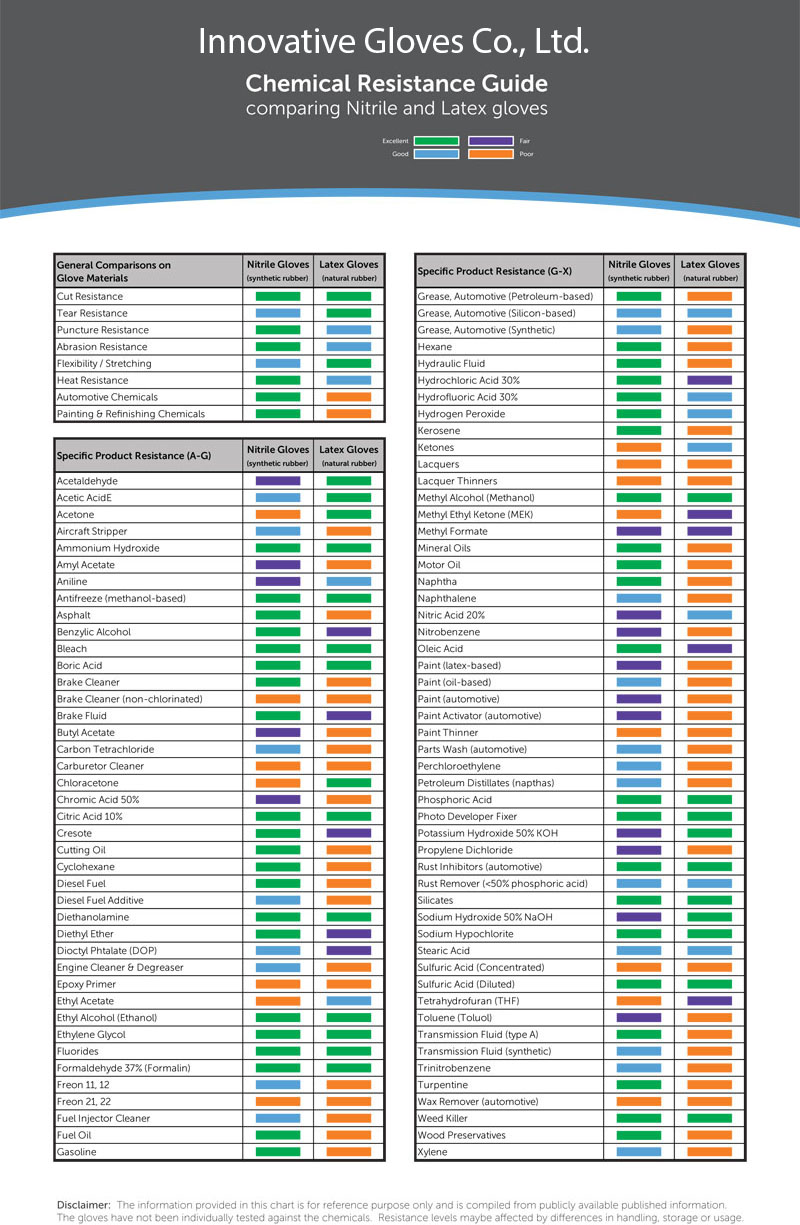 Innovative Gloves Co., Ltd.
Chemical Resistance Guide
comparing Nitrile and Latex gloves
Excellent Fair
Good Poor
General Comparisons on Glove Materials
Nitrile Gloves (synthetic rubber)
Latex Gloves (natural rubber)
Cut Resistance
Tear Resistance
Puncture Resistance
Abrasion Resistance
Flexibility / Stretching
Heat Resistance
Automotive Chemicals
Painting & Refinishing Chemicals
Specific Product Resistance (A-G)
Nitrile Gloves (synthetic rubber)
Latex Gloves (natural rubber)
Acetaldehyde
Acetic AcidE
Acetone
Aircraft Stripper
Ammonium Hydroxide
Amyl Acetate
Aniline
Antifreeze (methanol-based)
Asphalt
Benzylic Alcohol
Bleach
Boric Acid
Brake Cleaner
Brake Cleaner (non-chlorinated)
Brake Fluid
Butyl Acetate
Carbon Tetrachloride
Carburetor Cleaner
Chloracetone
Chromic Acid 50%
Citric Acid 10%
Cresote
Cutting Oil
Cyclohexane
Diesel Fuel
Diesel Fuel Additive
Diethanolamine
Diethyl Ether
Dioctyl Phtalate (DOP)
Engine Cleaner & Degreaser
Epoxy Primer
Ethyl Acetate
Ethyl Alcohol (Ethanol)
Ethylene Glycol
Fluorides
Formaldehyde 37% (Formalin)
Freon 11, 12
Freon 21, 22
Fuel Injector Cleaner
Fuel Oil
Gasoline
Specific Product Resistance (G-X)
Nitrile Gloves (synthetic rubber)
Latex Gloves (natural rubber)
Grease, Automotive (Petroleum-based)
Grease, Automotive (Silicon-based)
Grease, Automotive (Synthetic)
Hexane
Hydraulic Fluid
Hydrochloric Acid 30%
Hydrofluoric Acid 30%
Hydrogen Peroxide
Kerosene
Ketones
Lacquers
Lacquer Thinners
Methyl Alcohol (Methanol)
Methyl Ethyl Ketone (MEK)
Methyl Formate
Mineral Oils
Motor Oil
Naphtha
Naphthalene
Nitric Acid 20%
Nitrobenzene
Oleic Acid
Paint (latex-based)
Paint (oil-based)
Paint (automotive)
Paint Activator (automotive)
Paint Thinner
Parts Wash (automotive)
Perchloroethylene
Petroleum Distillates (napthas)
Phosphoric Acid
Photo Developer Fixer
Potassium Hydroxide 50% KOH
Propylene Dichloride
Rust Inhibitors (automotive)
Rust Remover (<50% phosphoric acid)
Silicates
Sodium Hydroxide 50% NaOH
Sodium Hypochlorite
Stearic Acid
Sulfuric Acid (Concentrated)
Sulfuric Acid (Diluted)
Tetrahydrofuran (THF)
Toluene (Toluol)
Transmission Fluid (type A)
Transmission Fluid (synthetic)
Trinitrobenzene
Turpentine
Wax Remover (automotive)
Weed Killer
Wood Preservatives
Xylene
Disclaimer: The information provided in this chart is for reference purpose only and is compiled from publicly available published information.
The gloves have not been individually tested against the chemicals. Resistance levels maybe affected by differences in handling, storage or usage.